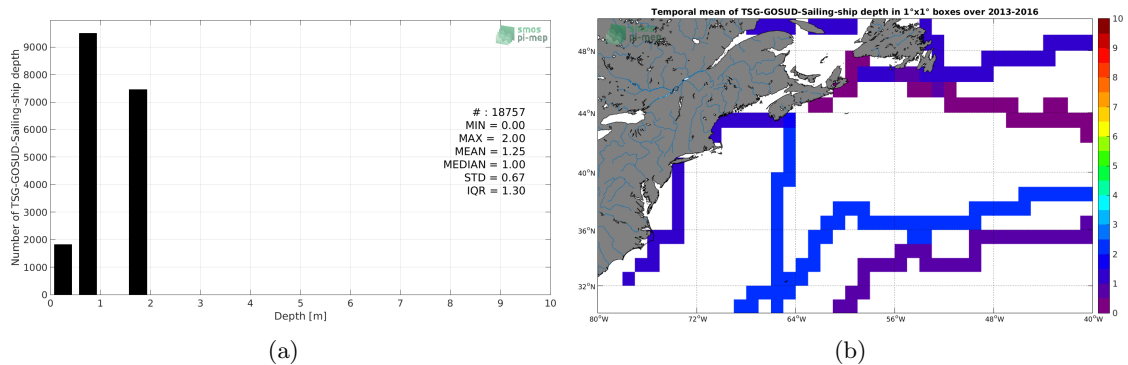 smos
pi-mep
Number of TSG-GOSUD-Sailing-ship depth
9000
8000
7000
6000
5000
4000
3000
2000
1000
0
# : 18757
MIN = 0.00
MAX = 2.00
MEAN = 1.25
MEDIAN = 1.00
STD = 0.67
IQR = 1.30
0 1 2 3 4 5 6 7 8 9 10
Depth [m]
(a)
Temporal mean of TSG-GOSUD-Sailing-ship depth in 1°x1° boxes over 2013-2016
smos
pi-mep
48°N
44°N
40°N
36°N
32°N
80°W 72°W 64°W 56°W 48°W 40°W
10
9
8
7
6
5
4
3
2
1
0
(b)